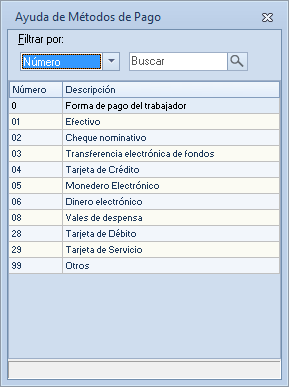 Ayuda de Métodos de Pago
Filtrar por:
Número Buscar
Número Descripción
0 Forma de pago del trabajador
01 Efectivo
02 Cheque nominativo
03 Transferencia electrónica de fondos
04 Tarjeta de Crédito
05 Monedero Electrónico
06 Dinero electrónico
08 Vales de despensa
28 Tarjeta de Débito
29 Tarjeta de Servicio
99 Otros